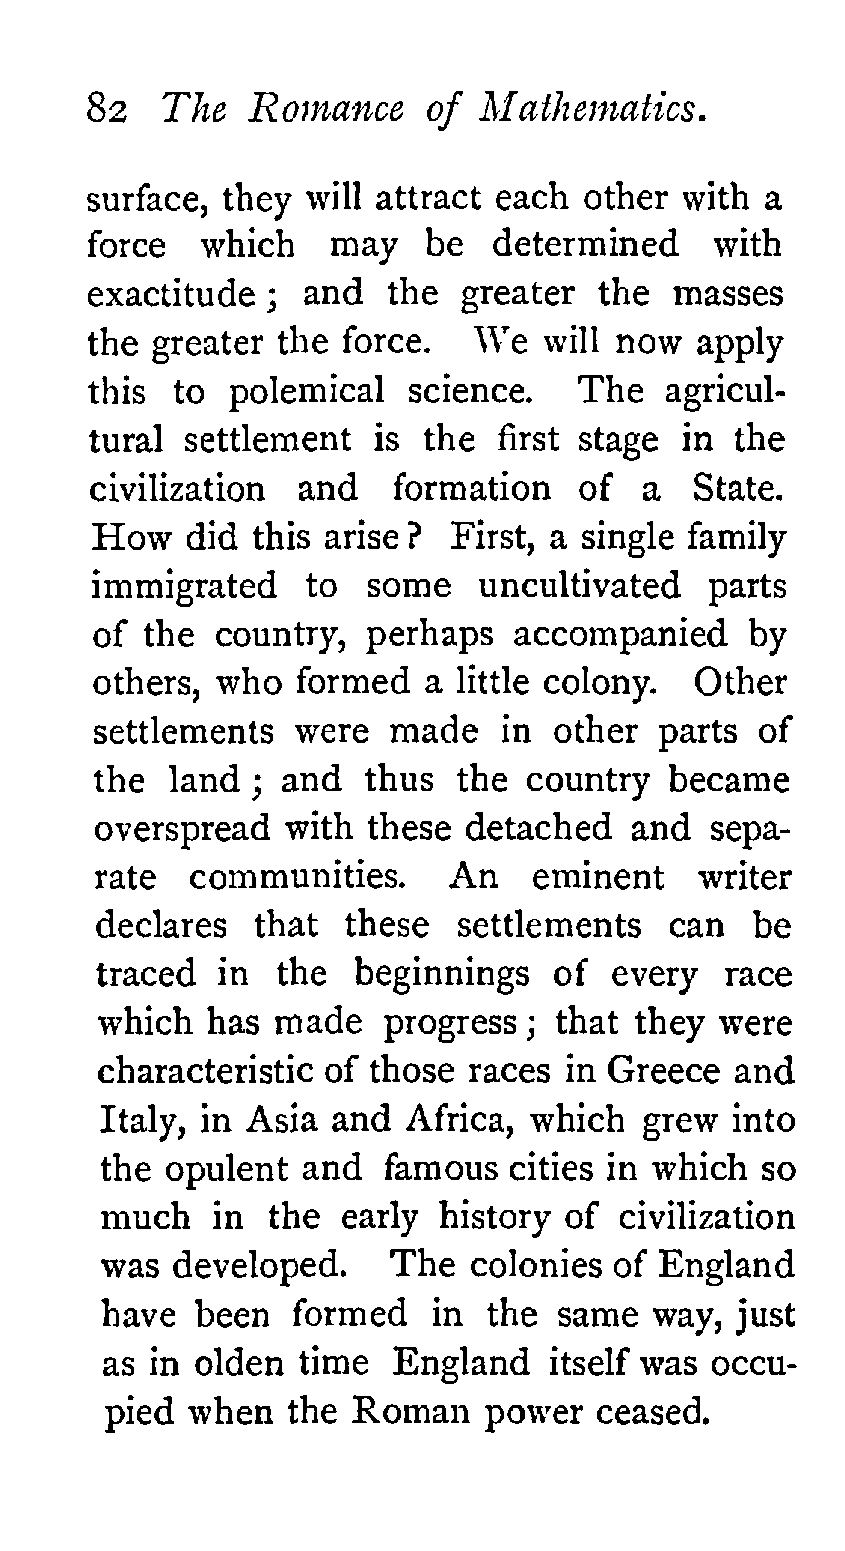 82 The Romance of Mathematics.
surface, they will attract each other with a
force which may be determined with
exactitude ; and the greater the masses
the greater the force. We will now apply
this to polemical science. The agricul-
tural settlement is the first stage in the
civilization and formation of a State.
How did this arise ? First, a single family
immigrated to some uncultivated parts
of the country, perhaps accompanied by
others, who formed a little colony. Other
settlements were made in other parts of
the land ; and thus the country became
overspread with these detached and sepa-
rate communities. An eminent writer
declares that these settlements can be
traced in the beginnings of every race
which has made progress ; that they were
characteristic of those races in Greece and
Italy, in Asia and Africa, which grew into
the opulent and famous cities in which so
much in the early history of civilization
was developed. The colonies of England
have been formed in the same way, just
as in olden time England itself was occu-
pied when the Roman power ceased.